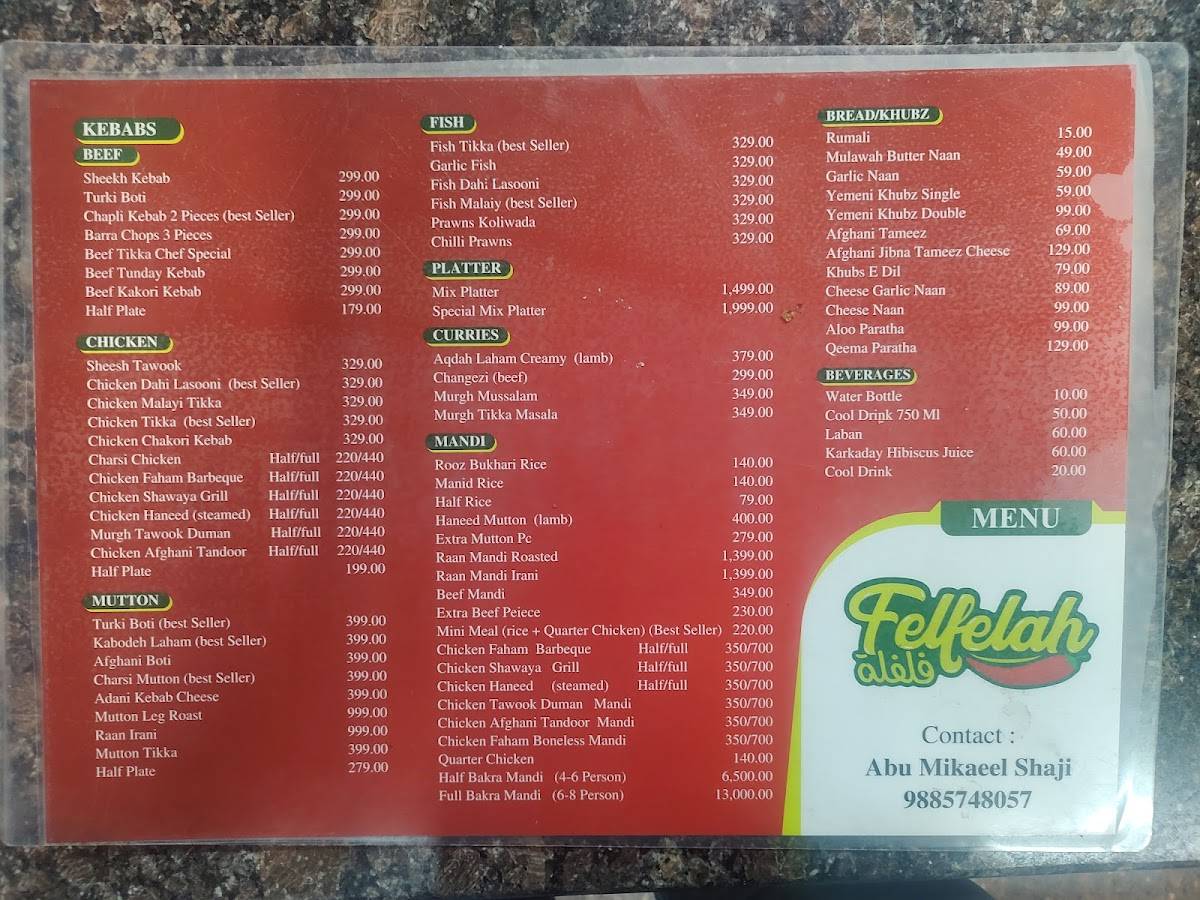 KEBABS
BEEF
Sheekh Kebab 299.00
Turki Boti 299.00
Chapli Kebab 2 Pieces (best Seller) 299.00
Barra Chops 3 Pieces 299.00
Beef Tikka Chef Special 299.00
Beef Tunday Kebab 299.00
Beef Kakori Kebab 299.00
Half Plate 179.00
CHICKEN
Sheesh Tawook 329.00
Chicken Dahi Lasooni (best Seller) 329.00
Chicken Malayi Tikka 329.00
Chicken Tikka (best Seller) 329.00
Chicken Chakori Kebab 329.00
Charsi Chicken Half/full 220/440
Chicken Faham Barbeque Half/full 220/440
Chicken Shawaya Grill Half/full 220/440
Chicken Haneed (steamed) Half/full 220/440
Murgh Tawook Duman Half/full 220/440
Chicken Afghani Tandoor Half/full 220/440
Half Plate 199.00
MUTTON
Turki Boti (best Seller) 399.00
Kabodeh Laham (best Seller) 399.00
Afghani Boti 399.00
Charsi Mutton (best Seller) 399.00
Adani Kebab Cheese 399.00
Mutton Leg Roast 999.00
Raan Irani 999.00
Mutton Tikka 399.00
Half Plate 279.00
FISH
Fish Tikka (best Seller) 329.00
Garlic Fish 329.00
Fish Dahi Lasooni 329.00
Fish Malaiy (best Seller) 329.00
Prawns Koliwada 329.00
Chilli Prawns 329.00
PLATTER
Mix Platter 1,499.00
Special Mix Platter 1,999.00
CURRIES
Aqdah Laham Creamy (lamb) 379.00
Changezi (beef) 299.00
Murgh Mussalam 349.00
Murgh Tikka Masala 349.00
MANDI
Rooz Bukhari Rice 140.00
Manid Rice 140.00
Half Rice 79.00
Haneed Mutton (lamb) 400.00
Extra Mutton Pc 279.00
Raan Mandi Roasted 1,399.00
Raan Mandi Irani 1,399.00
Beef Mandi 349.00
Extra Beef Peiece 230.00
Mini Meal (rice + Quarter Chicken) (Best Seller) 220.00
Chicken Faham Barbeque Half/full 350/700
Chicken Shawaya Grill Half/full 350/700
Chicken Haneed (steamed) Half/full 350/700
Chicken Tawook Duman Mandi 350/700
Chicken Afghani Tandoor Mandi 350/700
Chicken Faham Boneless Mandi 350/700
Quarter Chicken 140.00
Half Bakra Mandi (4-6 Person) 6,500.00
Full Bakra Mandi (6-8 Person) 13,000.00
BREAD/KHUBZ
Rumali 15.00
Mulawah Butter Naan 49.00
Garlic Naan 59.00
Yemeni Khubz Single 59.00
Yemeni Khubz Double 99.00
Afghani Tameez 69.00
Afghani Jibna Tameez Cheese 129.00
Khubs E Dil 79.00
Cheese Garlic Naan 89.00
Cheese Naan 99.00
Aloo Paratha 99.00
Qeema Paratha 129.00
BEVERAGES
Water Bottle 10.00
Cool Drink 750 Ml 50.00
Laban 60.00
Karkaday Hibiscus Juice 60.00
Cool Drink 20.00
MENU
Felfelah
فلفلة
Contact :
Abu Mikaeel Shaji
9885748057